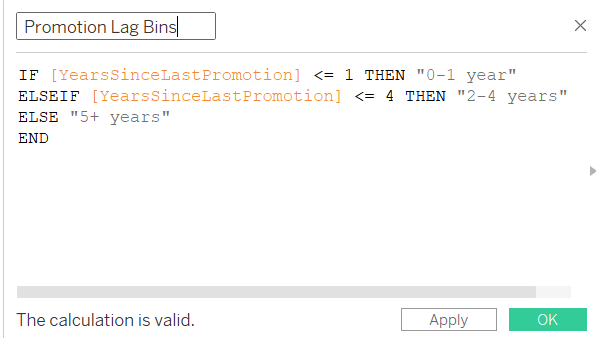 Promotion Lag Bins
IF [YearsSinceLastPromotion] <= 1 THEN "0-1 year"
ELSEIF [YearsSinceLastPromotion] <= 4 THEN "2-4 years"
ELSE "5+ years"
END
The calculation is valid.
Apply
OK